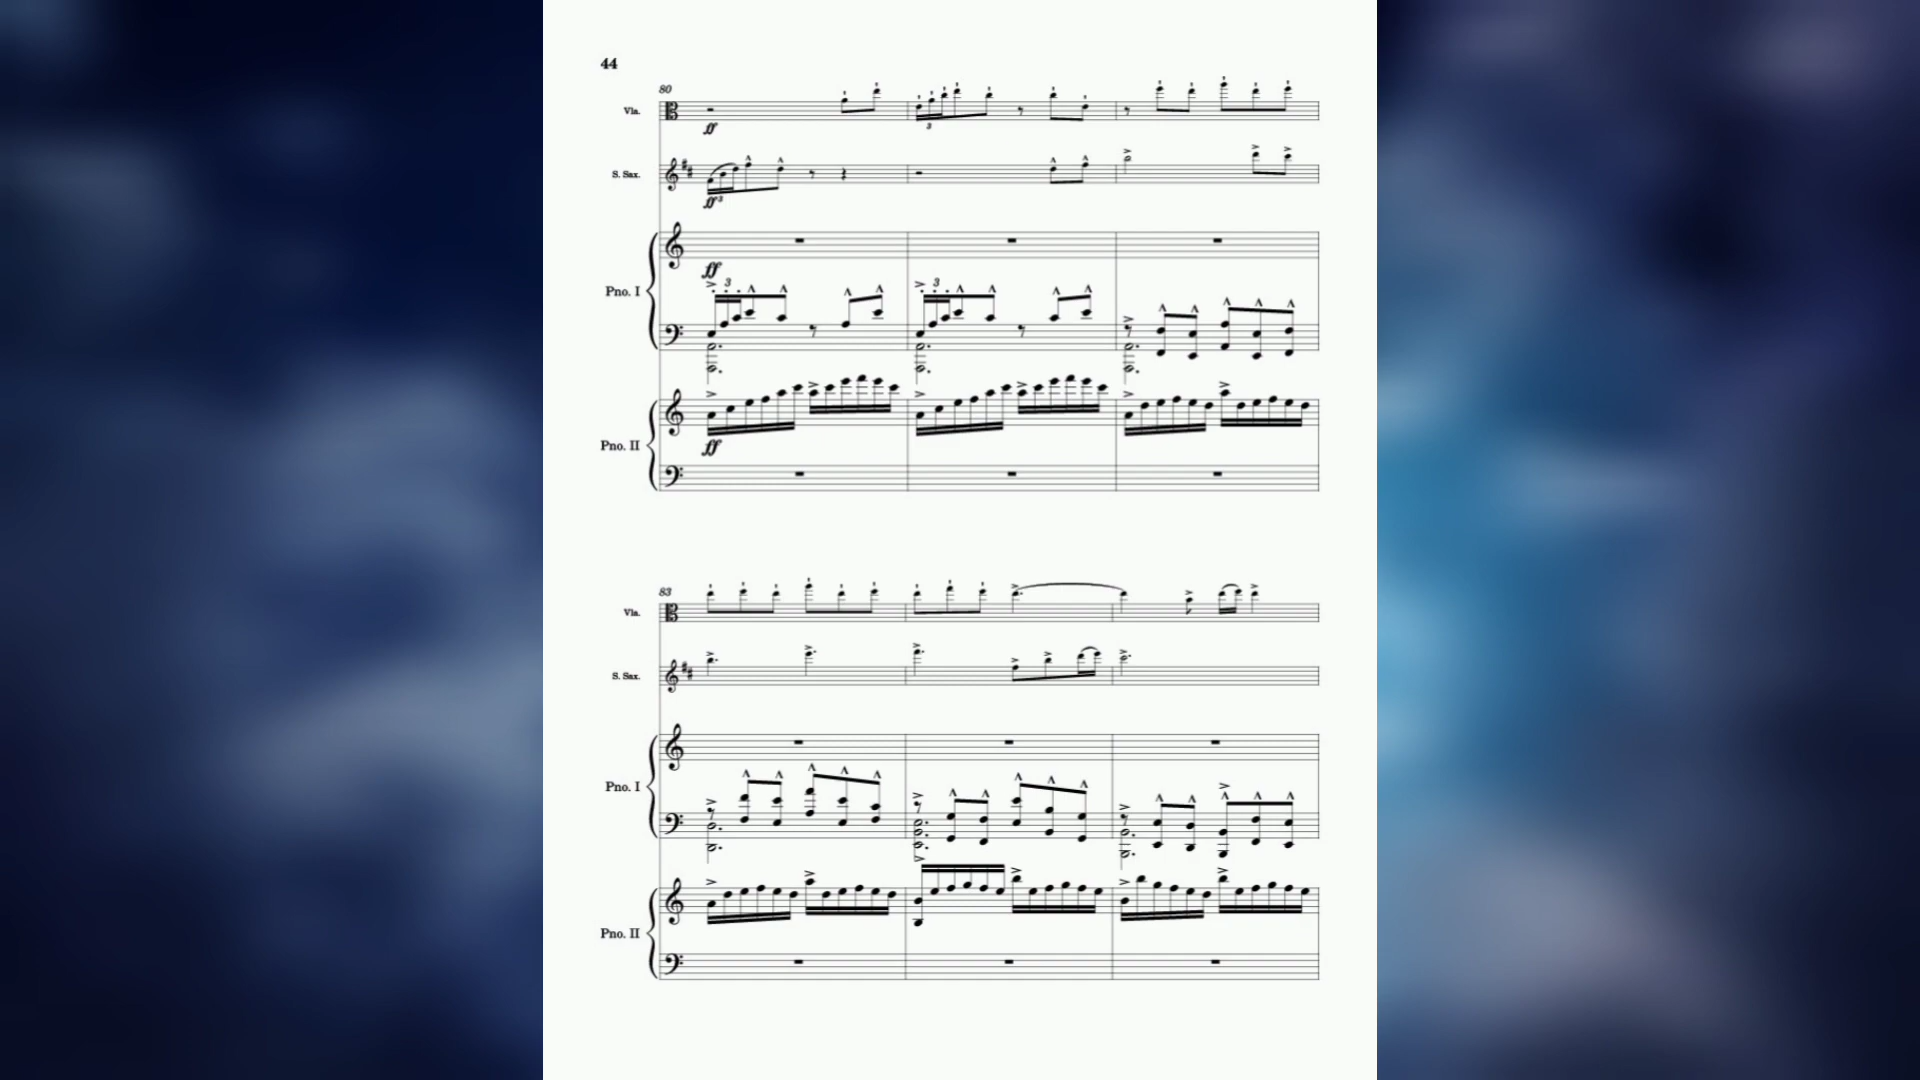 44
80
Vla.
ff
3
S. Sax.
ff 3
ff
3
3
Pno. I
ff
Pno. II
83
Vla.
S. Sax.
Pno. I
Pno. II